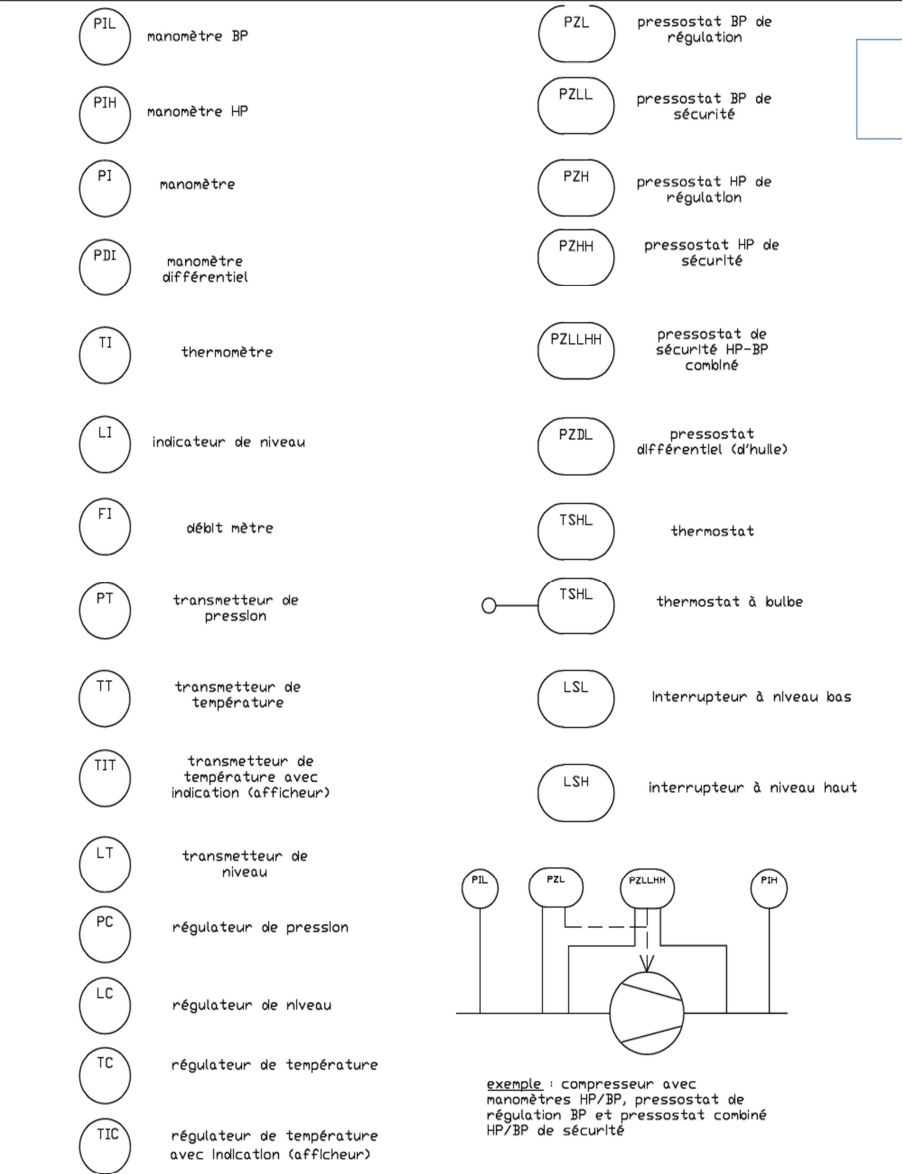 PIL
manomètre BP
PIH
manomètre HP
PI
manomètre
PDI
manomètre
différentiel
TI
thermomètre
LI
indicateur de niveau
FI
débit mètre
PT
transmetteur de
pression
TT
transmetteur de
température
TIT
transmetteur de
température avec
indication (afficheur)
LT
transmetteur de
niveau
PC
régulateur de pression
LC
régulateur de niveau
TC
régulateur de température
TIC
régulateur de température
avec indication (afficheur)
PZL
pressostat BP de
régulation
PZLL
pressostat BP de
sécurité
PZH
pressostat HP de
régulation
PZHH
pressostat HP de
sécurité
PZLLHH
pressostat de
sécurité HP-BP
combiné
PZDL
pressostat
différentiel (d'huile)
TSHL
thermostat
TSHL
thermostat à bulbe
LSL
interrupteur à niveau bas
LSH
interrupteur à niveau haut
PIL
PZL
PZLLHH
PIH
exemple : compresseur avec
manomètres HP/BP, pressostat de
régulation BP et pressostat combiné
HP/BP de sécurité